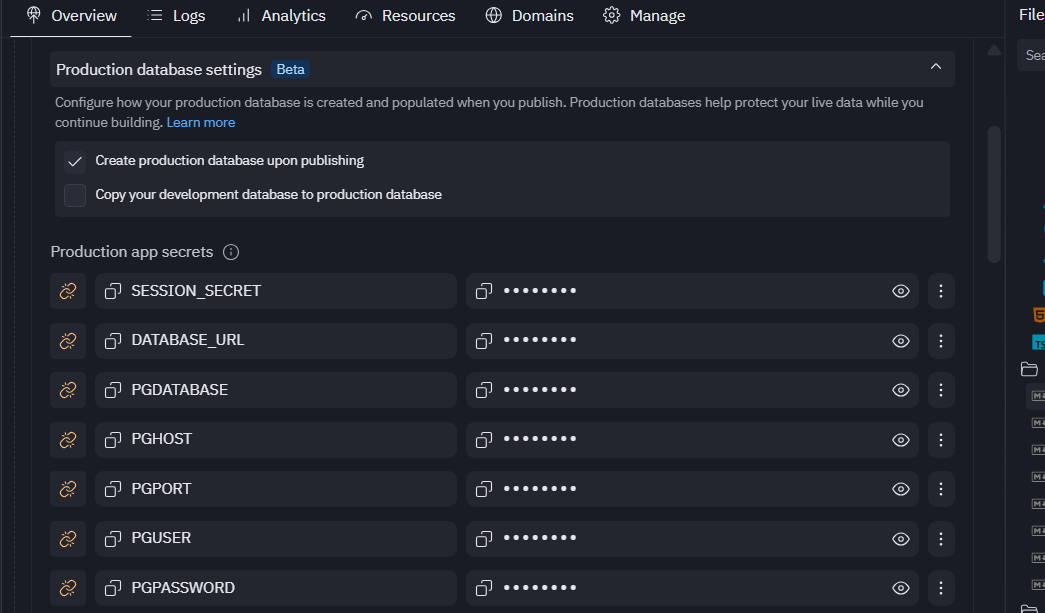 Overview Logs Analytics Resources Domains Manage
File
Sea
Production database settings Beta
Configure how your production database is created and populated when you publish. Production databases help protect your live data while you
continue building. Learn more
Create production database upon publishing
Copy your development database to production database
Production app secrets
SESSION_SECRET ••••••••
DATABASE_URL ••••••••
PGDATABASE ••••••••
PGHOST ••••••••
PGPORT ••••••••
PGUSER ••••••••
PGPASSWORD ••••••••